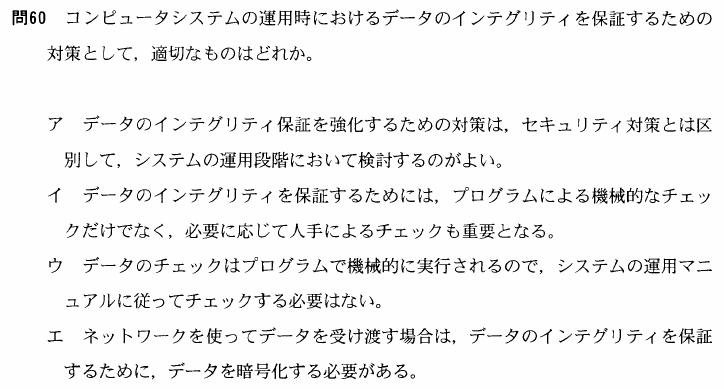 問60 コンピュータシステムの運用時におけるデータのインテグリティを保証するための
対策として，適切なものはどれか。
ア データのインテグリティ保証を強化するための対策は，セキュリティ対策とは区
別して，システムの運用段階において検討するのがよい。
イ データのインテグリティを保証するためには，プログラムによる機械的なチェッ
クだけでなく，必要に応じて人手によるチェックも重要となる。
ウ データのチェックはプログラムで機械的に実行されるので，システムの運用マニ
ュアルに従ってチェックする必要はない。
エ ネットワークを使ってデータを受け渡す場合は，データのインテグリティを保証
するために，データを暗号化する必要がある。